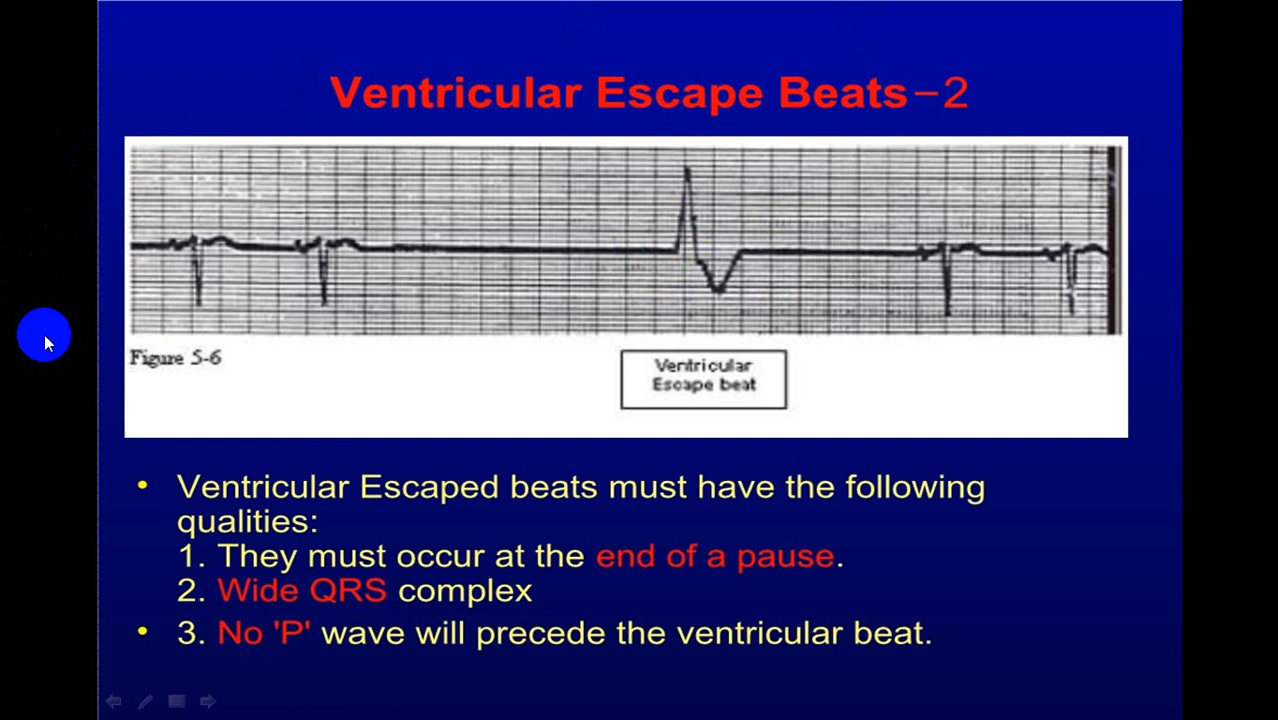 Ventricular Escape Beats–2
Figure 5-6
Ventricular
Escape beat
• Ventricular Escaped beats must have the following
qualities:
1. They must occur at the end of a pause.
2. Wide QRS complex
• 3. No 'P' wave will precede the ventricular beat.